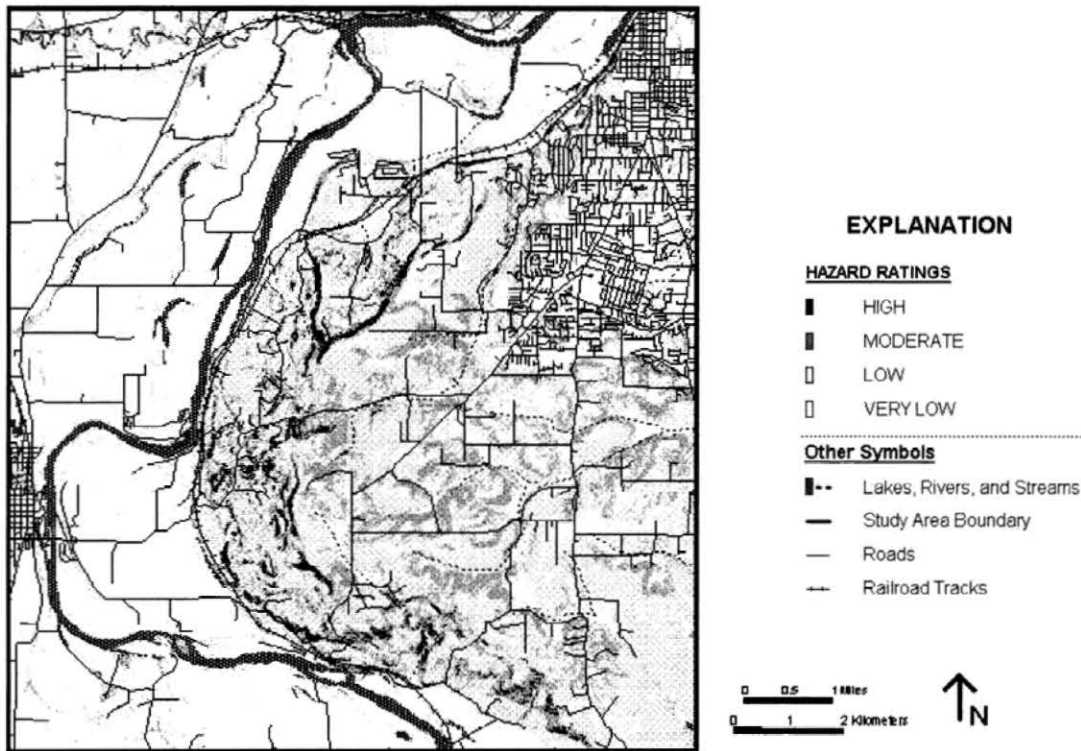 EXPLANATION
HAZARD RATINGS
HIGH
MODERATE
LOW
VERY LOW
Other Symbols
Lakes, Rivers, and Streams
Study Area Boundary
Roads
Railroad Tracks
0 0.5 1 Miles
0 1 2 Kilometers
N